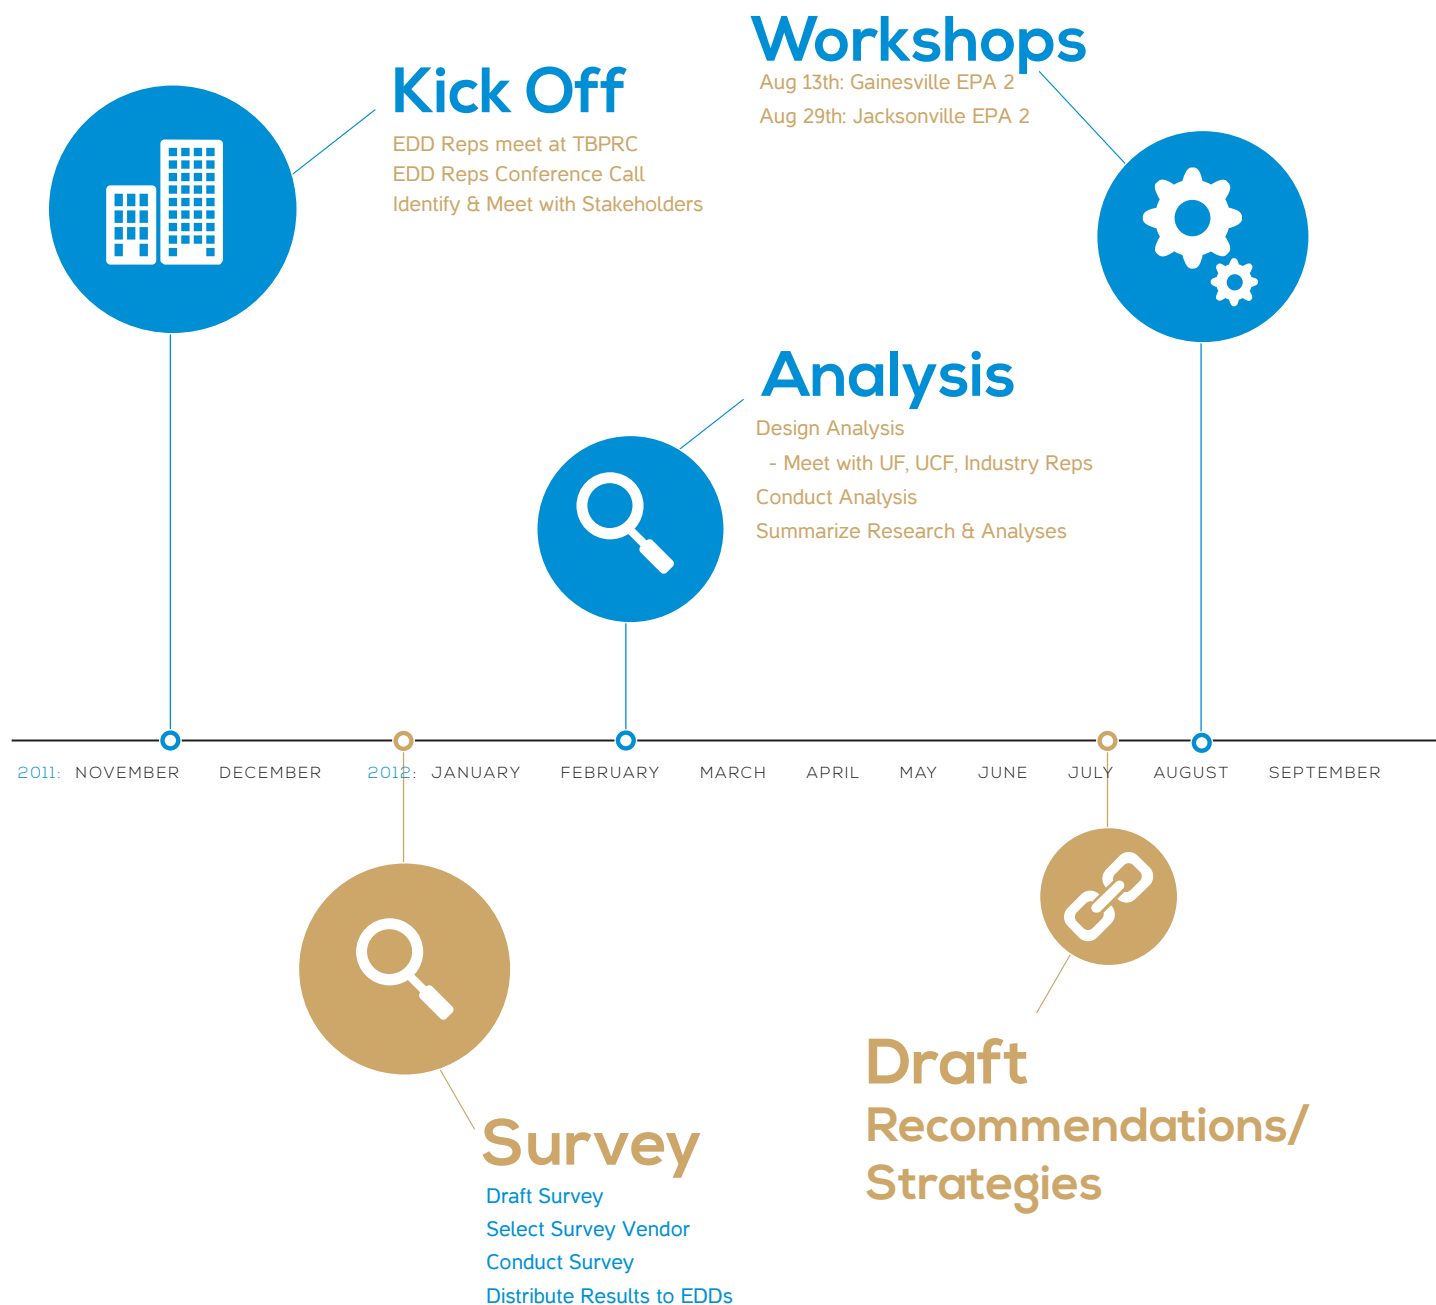 Workshops
Aug 13th: Gainesville EPA 2
Aug 29th: Jacksonville EPA 2
Kick Off
EDD Reps meet at TBPRC
EDD Reps Conference Call
Identify & Meet with Stakeholders
Analysis
Design Analysis
- Meet with UF, UCF, Industry Reps
Conduct Analysis
Summarize Research & Analyses
2011: NOVEMBER DECEMBER 2012: JANUARY FEBRUARY MARCH APRIL MAY JUNE JULY AUGUST SEPTEMBER
Draft
Recommendations/
Strategies
Survey
Draft Survey
Select Survey Vendor
Conduct Survey
Distribute Results to EDDs